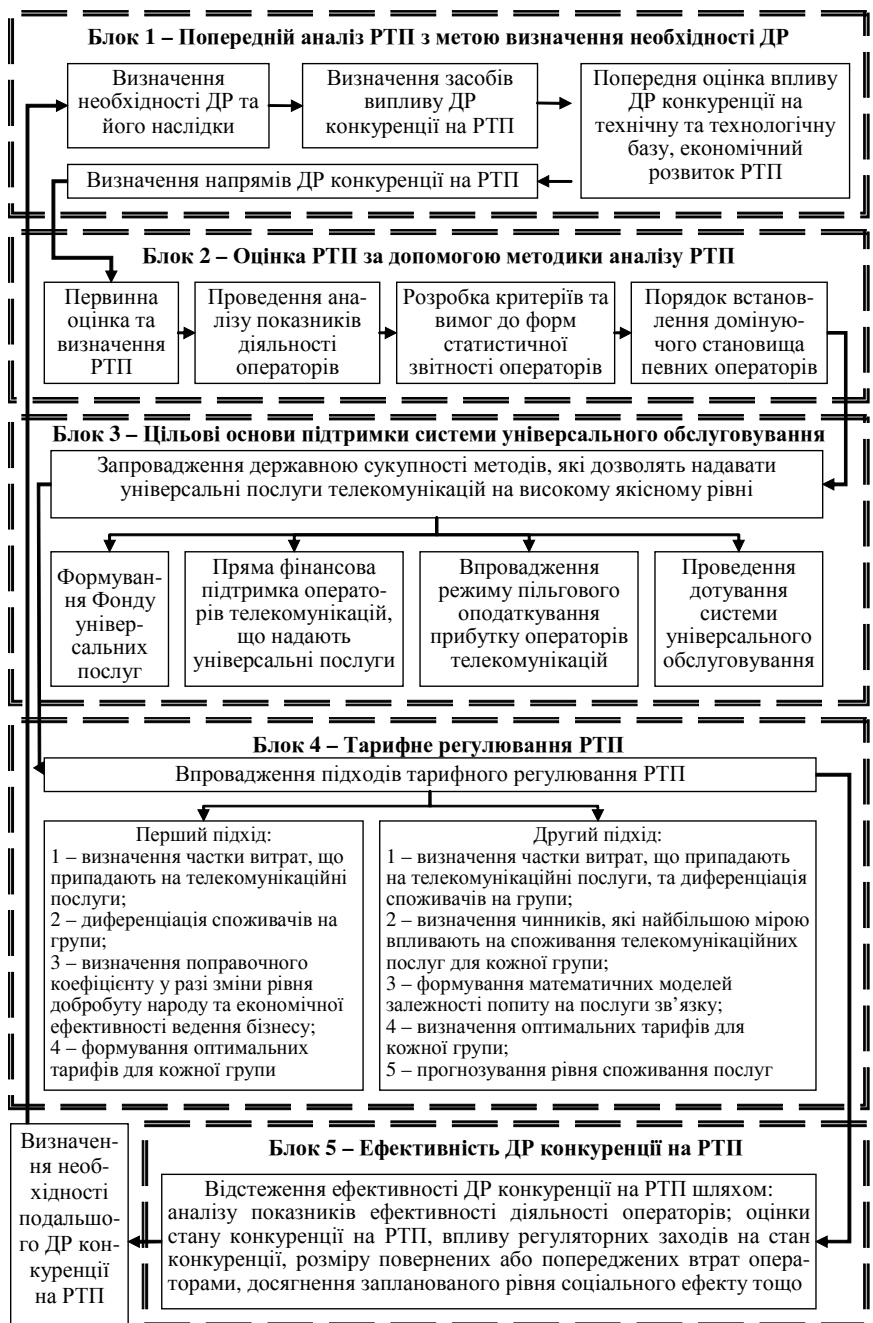 Блок 1 – Попередній аналіз РТП з метою визначення необхідності ДР
Визначення
необхідності ДР та
його наслідки
Визначення засобів
випливу ДР
конкуренції на РТП
Попередня оцінка впливу
ДР конкуренції на
технічну та технологічну
базу, економічний
розвиток РТП
Визначення напрямів ДР конкуренції на РТП
Блок 2 – Оцінка РТП за допомогою методики аналізу РТП
Первинна
оцінка та
визначення
РТП
Проведення ана-
лізу показників
діяльності
операторів
Розробка критеріїв та
вимог до форм
статистичної
звітності операторів
Порядок встанов-
лення доміную-
чого становища
певних операторів
Блок 3 – Цільові основи підтримки системи універсального обслуговування
Запровадження державною сукупності методів, які дозволять надавати
універсальні послуги телекомунікацій на високому якісному рівні
Формуван-
ня Фонду
універ-
сальних
послуг
Пряма фінансова
підтримка операто-
рів телекомунікацій,
що надають
універсальні послуги
Впровадження
режиму пільгового
оподаткування
прибутку операторів
телекомунікацій
Проведення
дотування
системи
універсального
обслуговування
Блок 4 – Тарифне регулювання РТП
Впровадження підходів тарифного регулювання РТП
Перший підхід:
1 – визначення частки витрат, що
припадають на телекомунікаційні
послуги;
2 – диференціація споживачів на
групи;
3 – визначення поправочного
коефіцієнту у разі зміни рівня
добробуту народу та економічної
ефективності ведення бізнесу;
4 – формування оптимальних
тарифів для кожної групи
Другий підхід:
1 – визначення частки витрат, що припадають
на телекомунікаційні послуги, та диференціація
споживачів на групи;
2 – визначення чинників, які найбільшою мірою
впливають на споживання телекомунікаційних
послуг для кожної групи;
3 – формування математичних моделей
залежності попиту на послуги зв’язку;
4 – визначення оптимальних тарифів для
кожної групи;
5 – прогнозування рівня споживання послуг
Визначен-
ня необ-
хідності
подальшо-
го ДР кон-
куренції
на РТП
Блок 5 – Ефективність ДР конкуренції на РТП
Відстеження ефективності ДР конкуренції на РТП шляхом:
аналізу показників ефективності діяльності операторів; оцінки
стану конкуренції на РТП, впливу регуляторних заходів на стан
конкуренції, розміру повернених або попереджених втрат опера-
торами, досягнення запланованого рівня соціального ефекту тощо